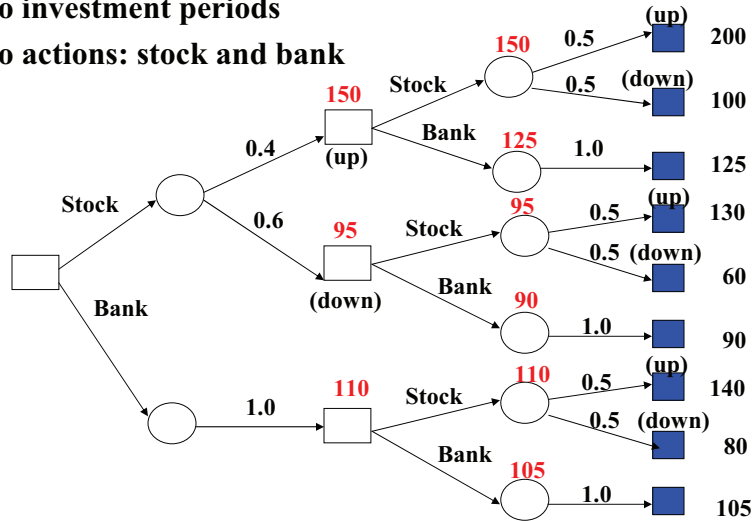 o investment periods
o actions: stock and bank
(up)
150 0.5 200
Stock 0.5 (down)
150 100
Bank 125 1.0
0.4 125
(up)
(up)
Stock 95 0.5 130
Stock 0.6 95
0.5 (down)
60
(down) Bank 90
Bank 1.0 90
(up)
110 110 0.5 140
Stock
1.0 0.5 (down)
80
Bank 105
1.0 105